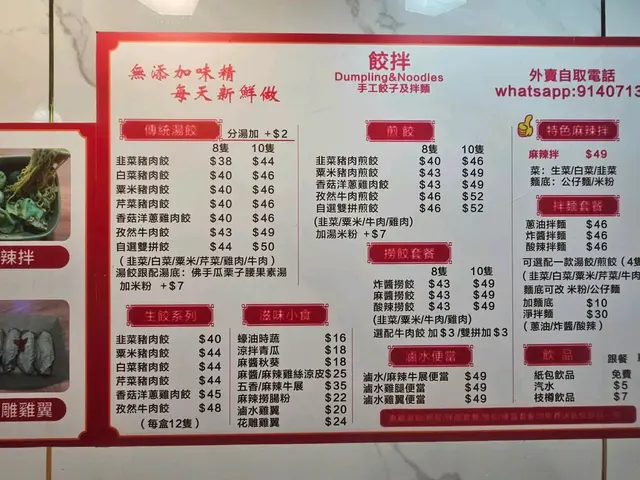 辣拌
雕雞翼
無添加味精
每天新鮮做
餃拌
Dumpling&Noodles
手工餃子及拌麵
外賣自取電話
whatsapp:9140713
傳統湯餃 分湯加 +$2
8隻 10隻
韭菜豬肉餃 $38 $44
白菜豬肉餃 $40 $46
粟米豬肉餃 $40 $46
芹菜豬肉餃 $40 $46
香菇洋蔥雞肉餃 $40 $46
孜然牛肉餃 $43 $49
自選雙拼餃 $44 $50
(韭菜/白菜/粟米/芹菜/雞肉/牛肉)
湯餃跟配湯底：佛手瓜栗子腰果素湯
加米粉 +$7
生餃系列
韭菜豬肉餃 $40
粟米豬肉餃 $44
白菜豬肉餃 $44
芹菜豬肉餃 $44
香菇洋蔥雞肉餃 $45
孜然牛肉餃 $48
(每盒12隻)
滋味小食
蠔油時蔬 $16
涼拌青瓜 $18
麻醬秋葵 $18
麻醬/麻辣雞絲涼皮$25
五香/麻辣牛展 $35
麻辣撈腸粉 $22
滷水雞翼 $20
花雕雞翼 $24
煎餃
8隻 10隻
韭菜豬肉煎餃 $40 $46
粟米豬肉煎餃 $43 $49
香菇洋蔥雞肉煎餃 $43 $49
孜然牛肉煎餃 $46 $52
自選雙拼煎餃 $46 $52
(韭菜/粟米/牛肉/雞肉)
加湯米粉 +$7
撈餃套餐
8隻 10隻
炸醬撈餃 $43 $49
麻醬撈餃 $43 $49
酸辣撈餃 $43 $49
(韭菜/粟米/牛肉/雞肉)
選配牛肉餃 加$3/雙拼加$3
滷水便當
滷水/麻辣牛展便當 $49
滷水雞腿便當 $49
滷水雞翼便當 $49
特色麻辣拌
麻辣拌 $49
菜：生菜/白菜/韭菜
麵底：公仔麵/米粉
拌麵套餐
蔥油拌麵 $46
炸醬拌麵 $46
酸辣拌麵 $46
可選配一款湯餃/煎餃(4隻
(韭菜/白菜/粟米/芹菜/牛
麵底可改 米粉/公仔麵
加麵底 $10
淨拌麵 $30
(蔥油/炸醬/酸辣)
飲品 跟餐
紙包飲品 免費
汽水 $5
枝樽飲品 $7